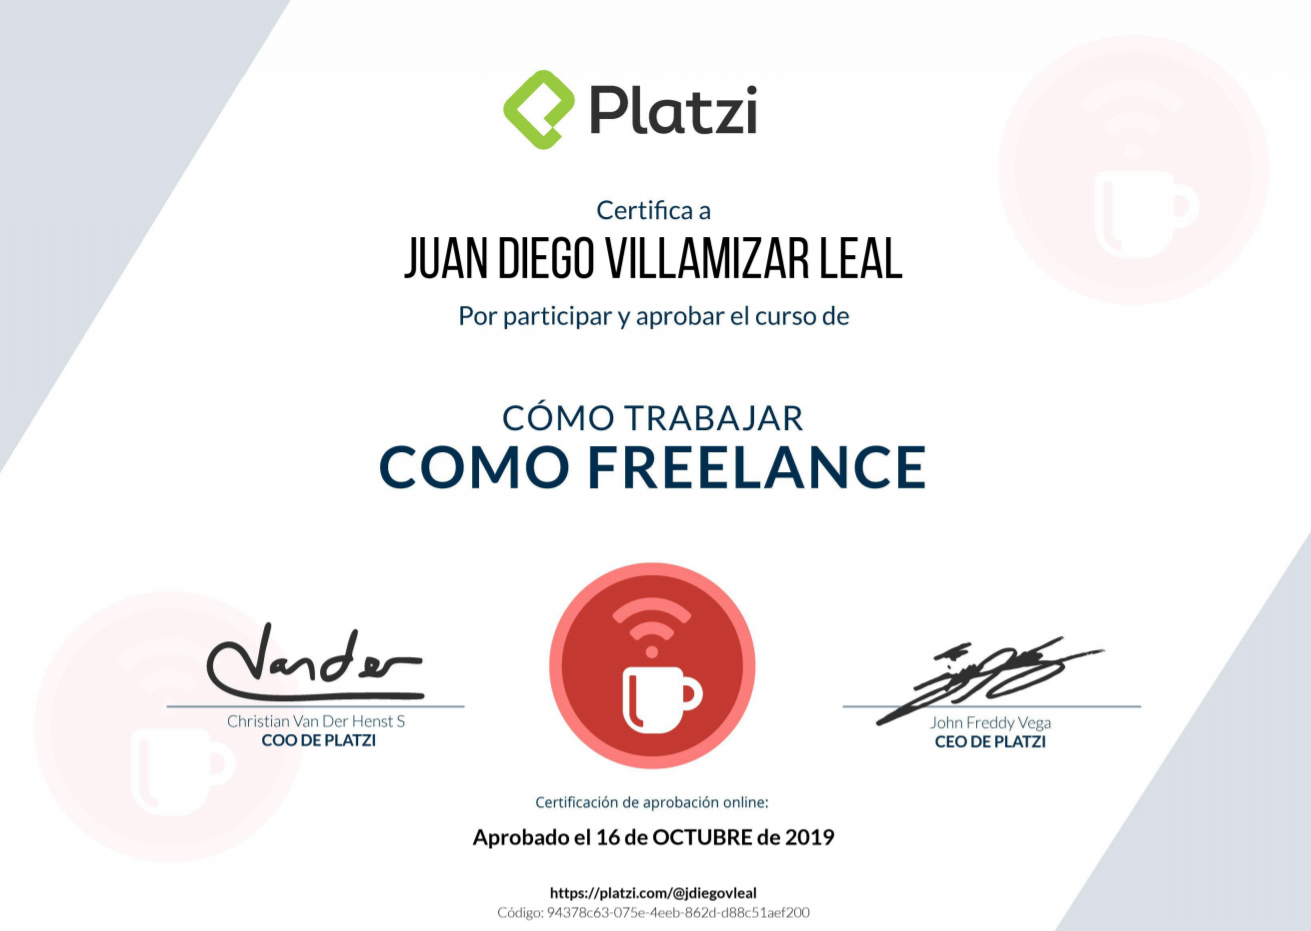 Platzi
Certifica a
JUAN DIEGO VILLAMIZAR LEAL
Por participar y aprobar el curso de
CÓMO TRABAJAR
COMO FREELANCE
Vander
Christian Van Der Henst S
COO DE PLATZI
John Freddy Vega
CEO DE PLATZI
Certificación de aprobación online:
Aprobado el 16 de OCTUBRE de 2019
https://platzi.com/@jdiegovleal
Código: 94378c63-075e-4eeb-862d-d88c51aef200